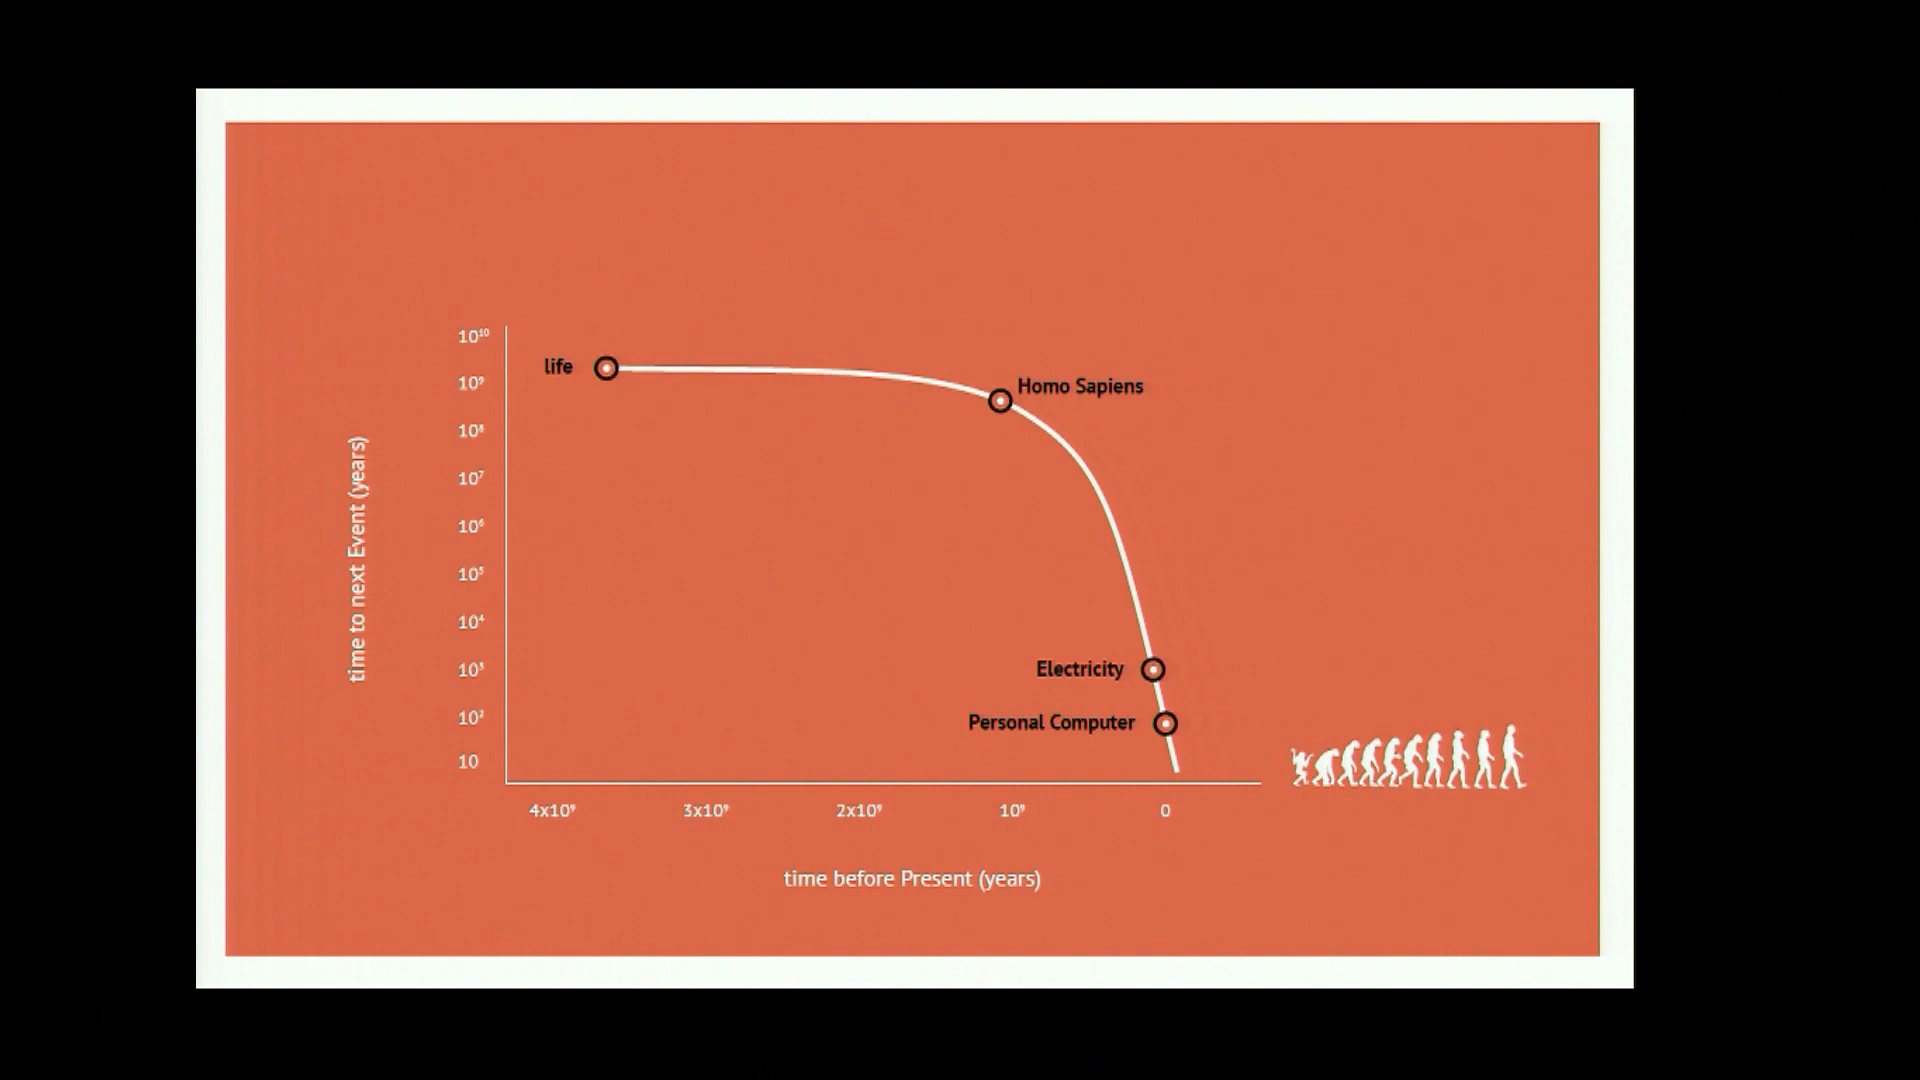 10¹⁰
life
10⁹
Homo Sapiens
10⁸
10⁷
10⁶
10⁵
10⁴
10³
Electricity
10²
Personal Computer
10
time to next Event (years)
4x10⁹ 3x10⁹ 2x10⁹ 10⁹ 0
time before Present (years)